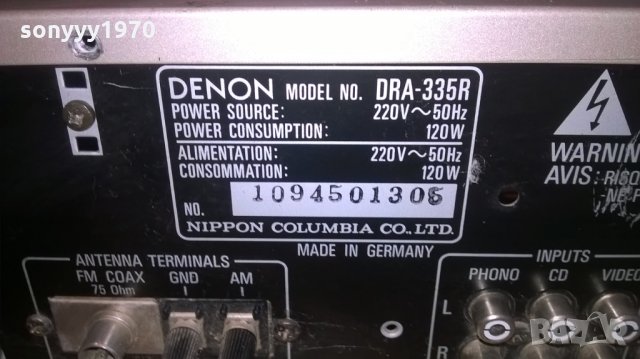 sonyyy1970
DENON MODEL NO. DRA-335R
POWER SOURCE: 220V~50Hz
POWER CONSUMPTION: 120W
ALIMENTATION: 220V~50Hz
CONSOMMATION: 120W
NO.
NIPPON COLUMBIA CO., LTD.
MADE IN GERMANY
WARNIN
AVIS:
ANTENNA TERMINALS
FM COAX GND AM
75 Ohm
INPUTS
PHONO CD VIDEO
L
R
BAZAR